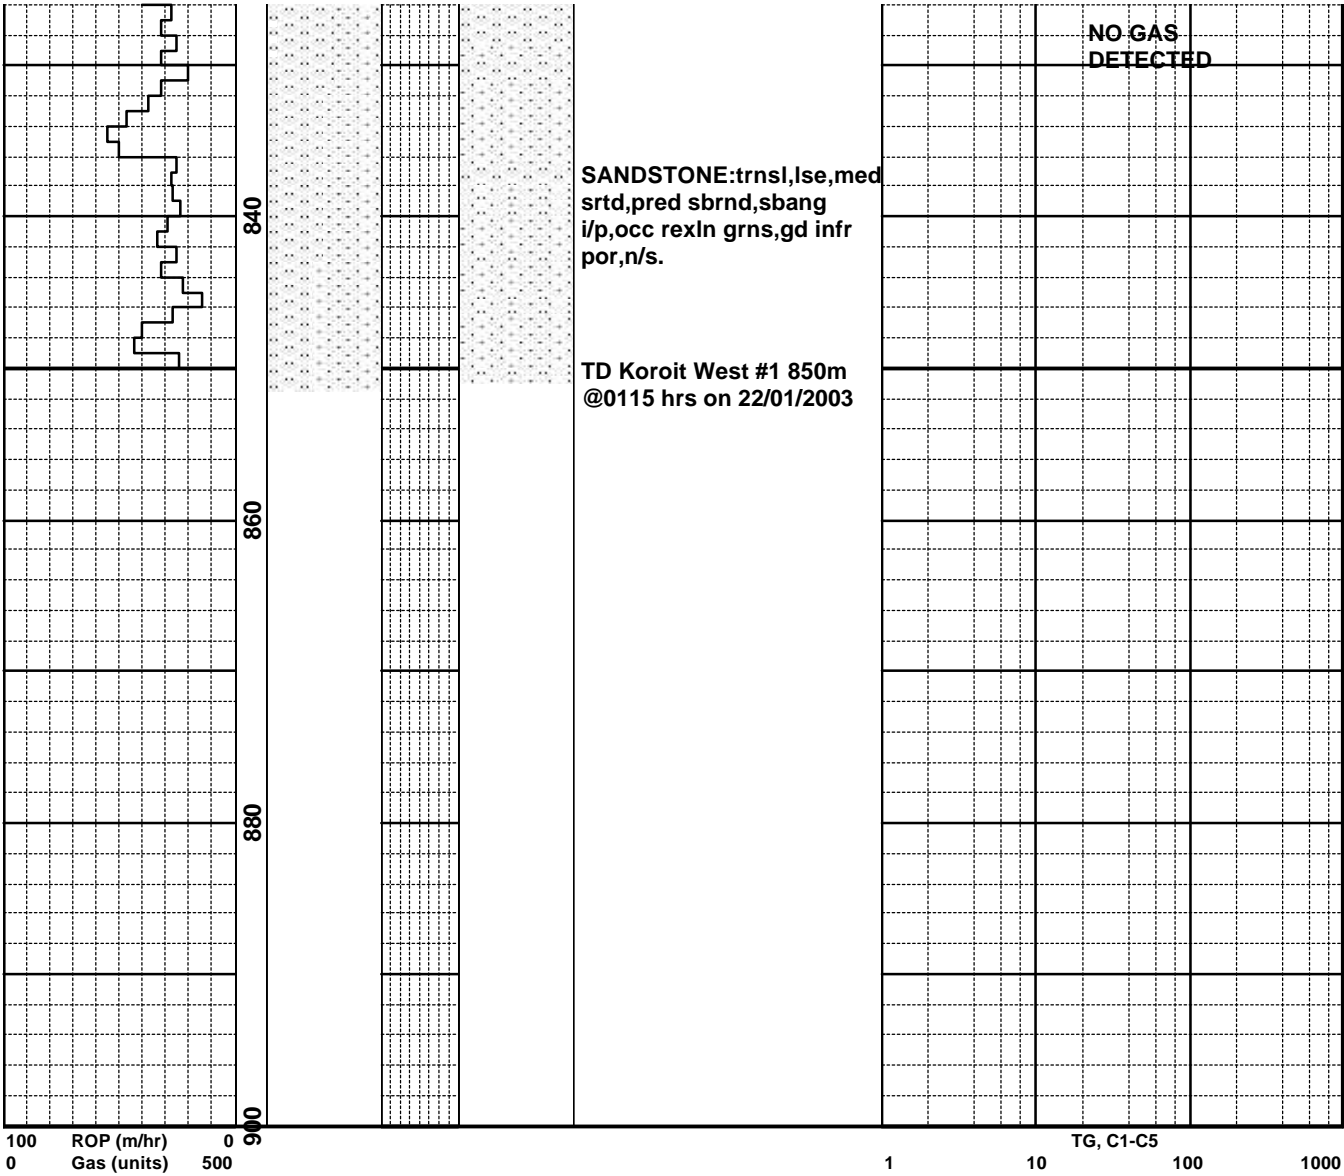 NO GAS
DETECTED
SANDSTONE:trnsl,lse,med
srtd,pred sbrnd,sbang
i/p,occ rexln grns,gd infr
por,n/s.
840
TD Koroit West #1 850m
@0115 hrs on 22/01/2003
860
880
900
100 ROP (m/hr) 0
0 Gas (units) 500
TG, C1-C5
1 10 100 1000